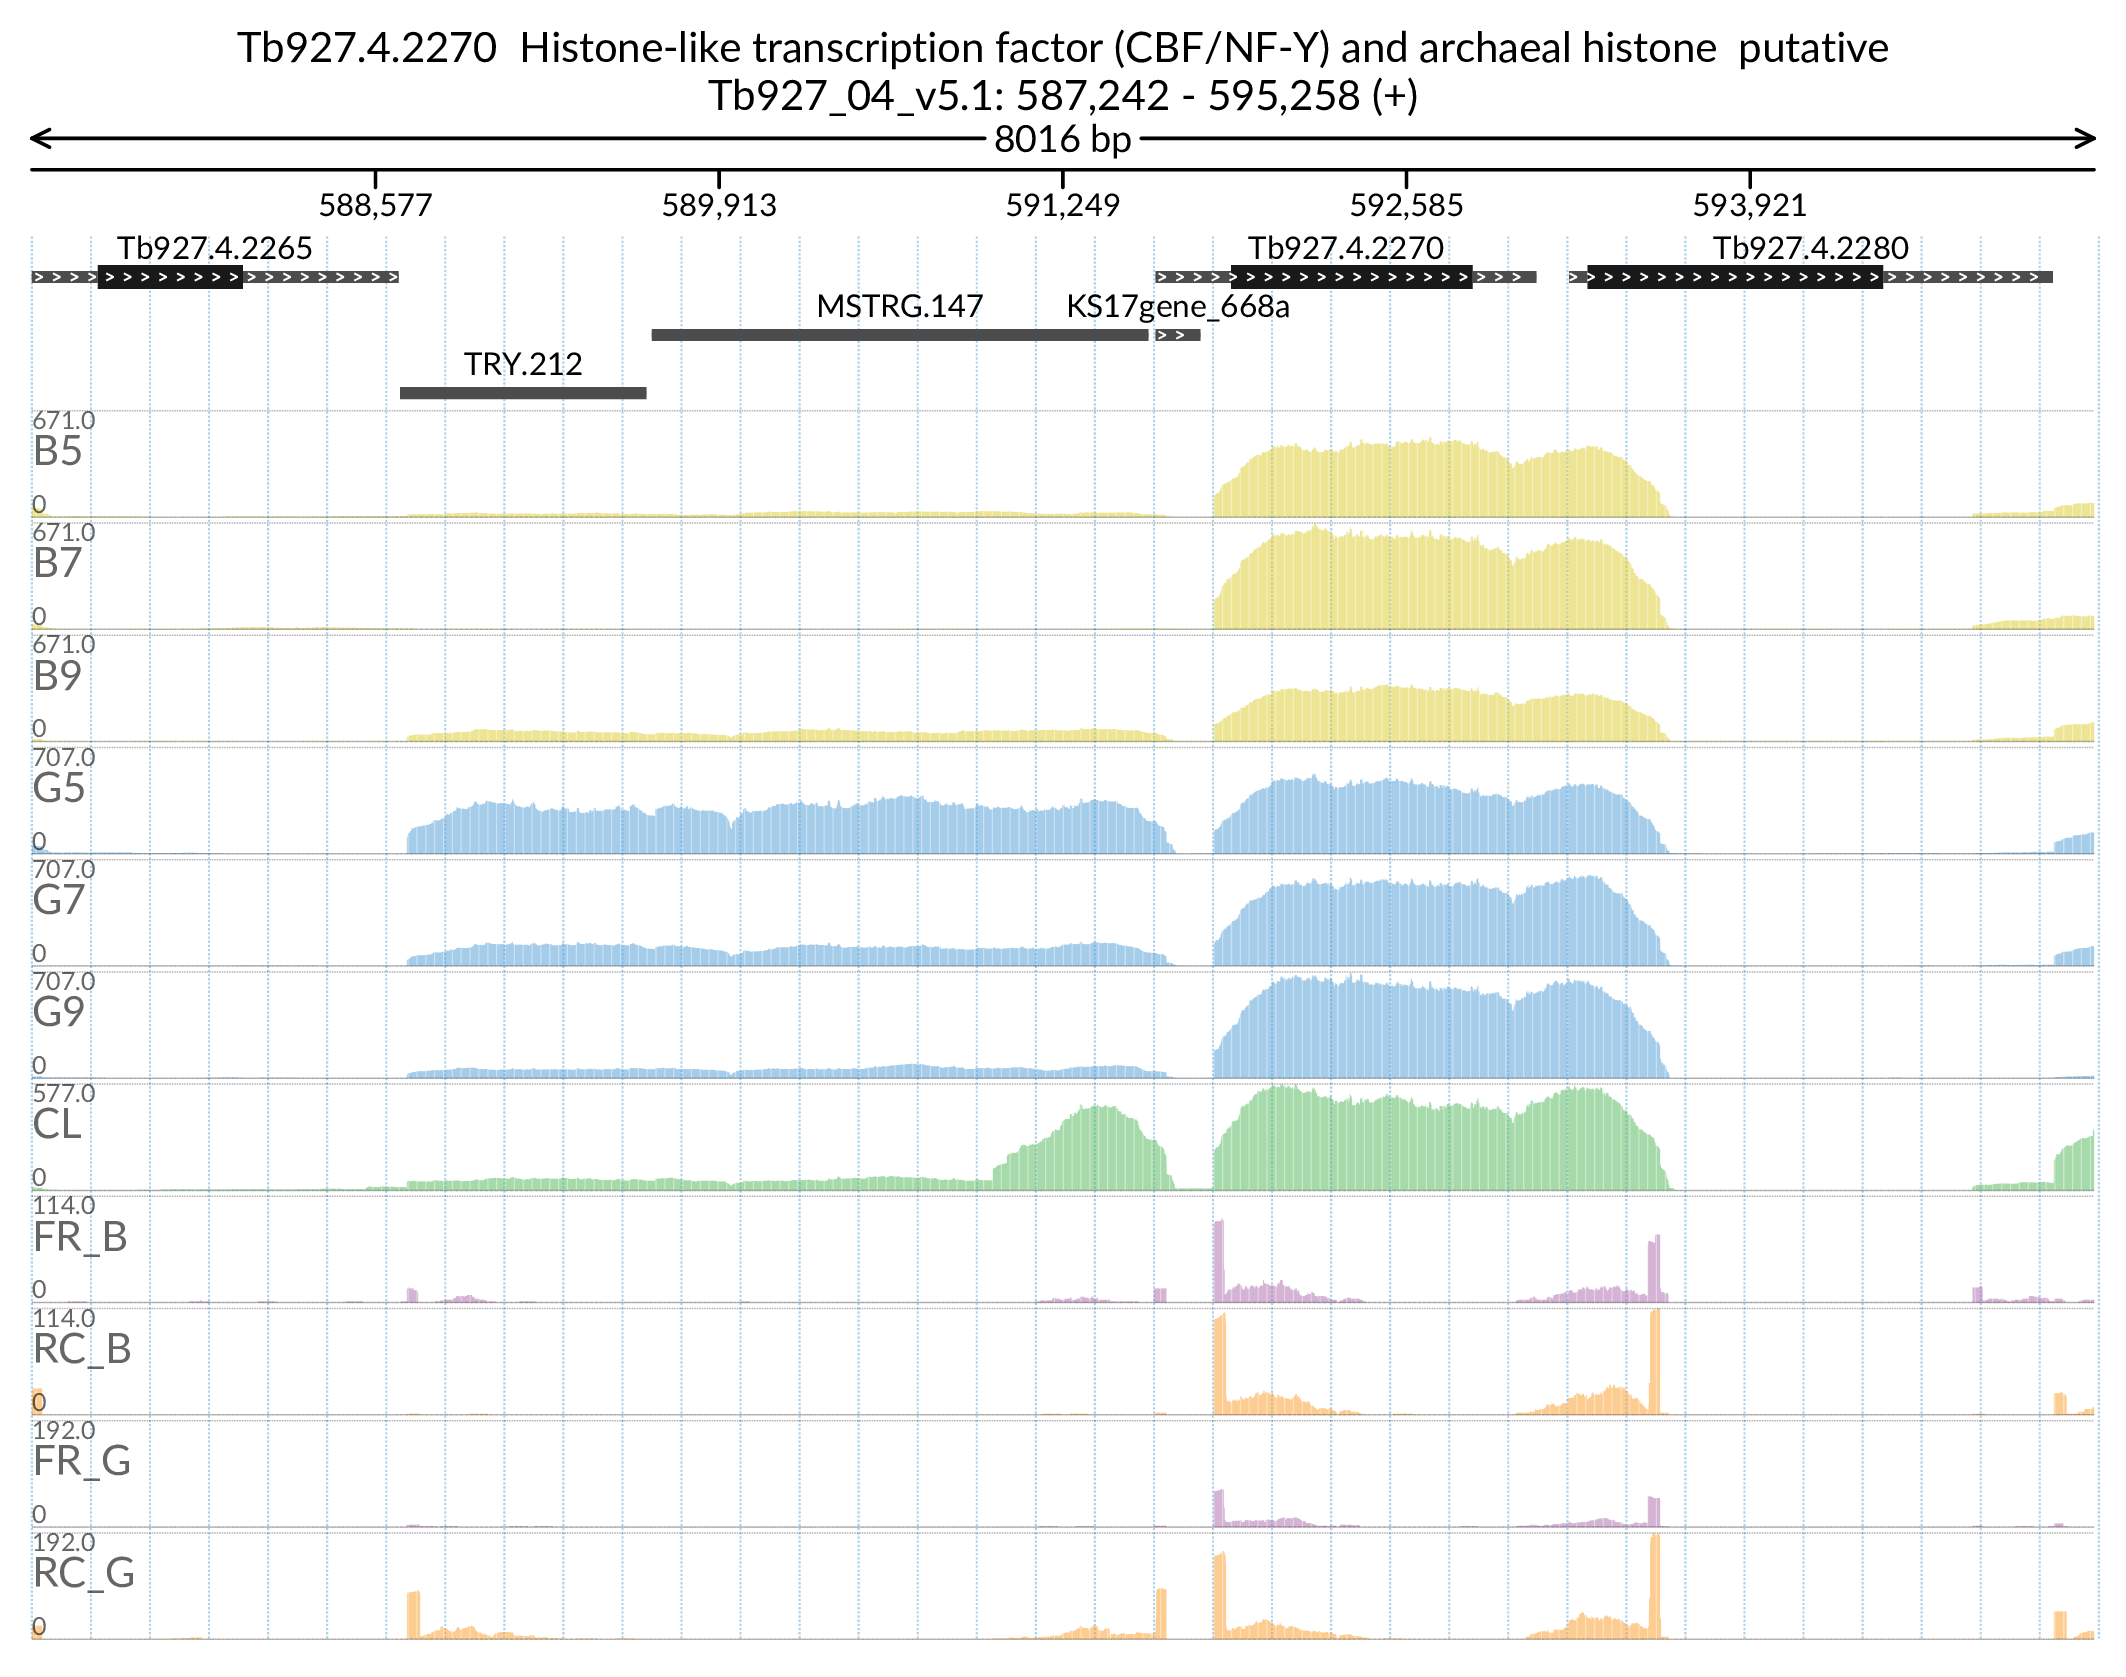 Tb927.4.2270  Histone-like transcription factor (CBF/NF-Y) and archaeal histone  putative
Tb927_04_v5.1: 587,242 - 595,258 (+)
8016 bp
588,577 589,913 591,249 592,585 593,921
Tb927.4.2265 Tb927.4.2270 Tb927.4.2280
MSTRG.147 KS17gene_668a
TRY.212
671.0
B5
0
671.0
B7
0
671.0
B9
0
707.0
G5
0
707.0
G7
0
707.0
G9
0
577.0
CL
0
114.0
FR_B
0
114.0
RC_B
0
192.0
FR_G
0
192.0
RC_G
0